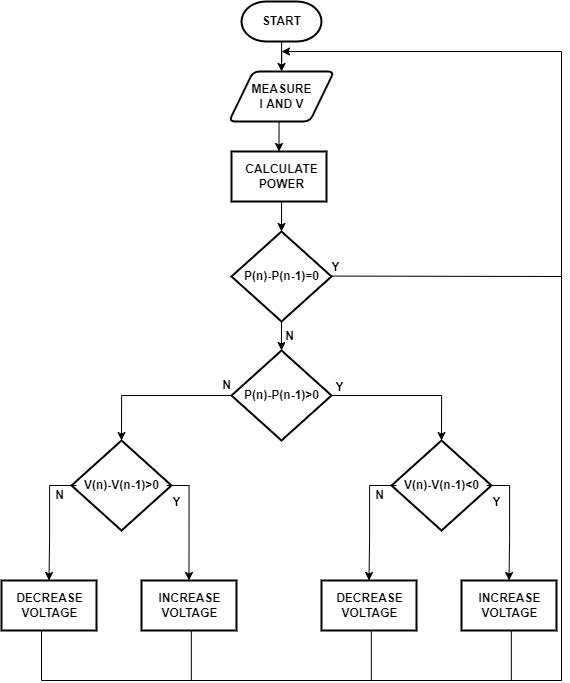 START
MEASURE
I AND V
CALCULATE
POWER
P(n)-P(n-1)=0
Y
N
P(n)-P(n-1)>0
N
Y
V(n)-V(n-1)>0
N
Y
V(n)-V(n-1)<0
N
Y
DECREASE
VOLTAGE
INCREASE
VOLTAGE
DECREASE
VOLTAGE
INCREASE
VOLTAGE